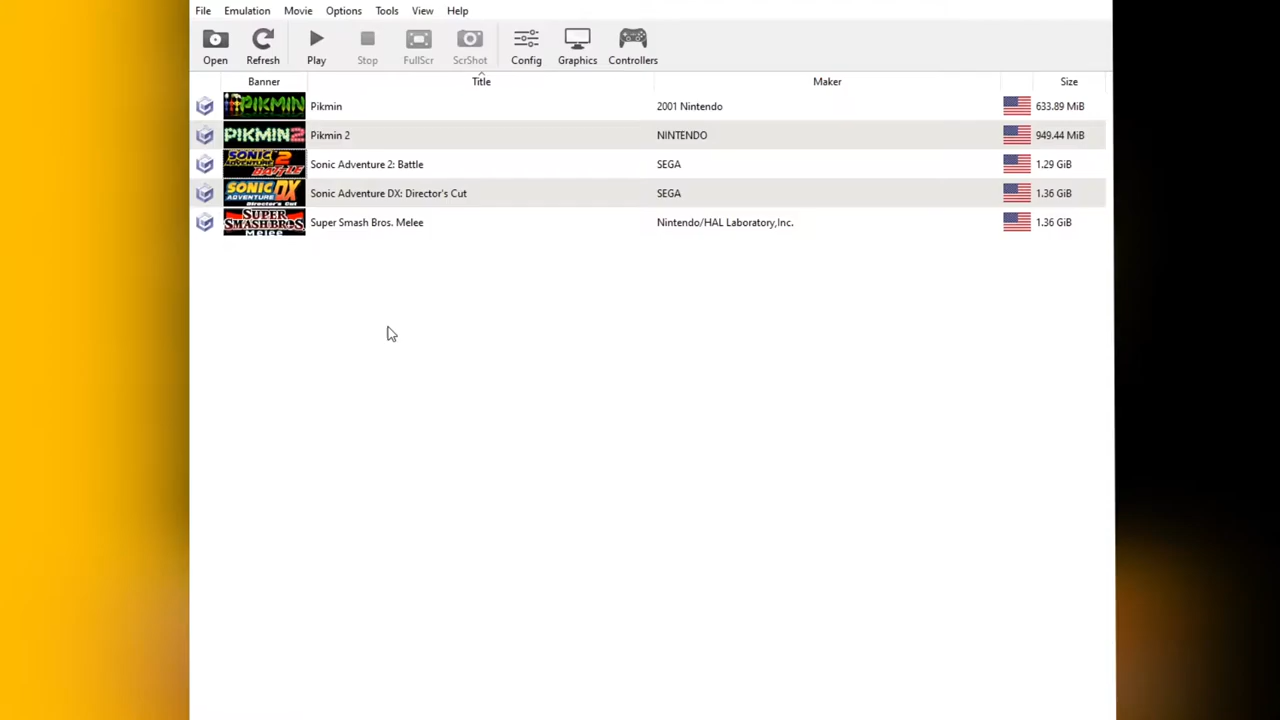 File Emulation Movie Options Tools View Help
Open Refresh Play Stop FullScr ScrShot Config Graphics Controllers
Banner Title Maker Size
PIKMIN Pikmin 2001 Nintendo 633.89 MiB
PIKMIN2 Pikmin 2 NINTENDO 949.44 MiB
SONIC ADVENTURE 2 BATTLE Sonic Adventure 2: Battle SEGA 1.29 GiB
SONIC ADVENTURE DX Director's Cut Sonic Adventure DX: Director's Cut SEGA 1.36 GiB
SUPER SMASH BROS. Melee Super Smash Bros. Melee Nintendo/HAL Laboratory,Inc. 1.36 GiB